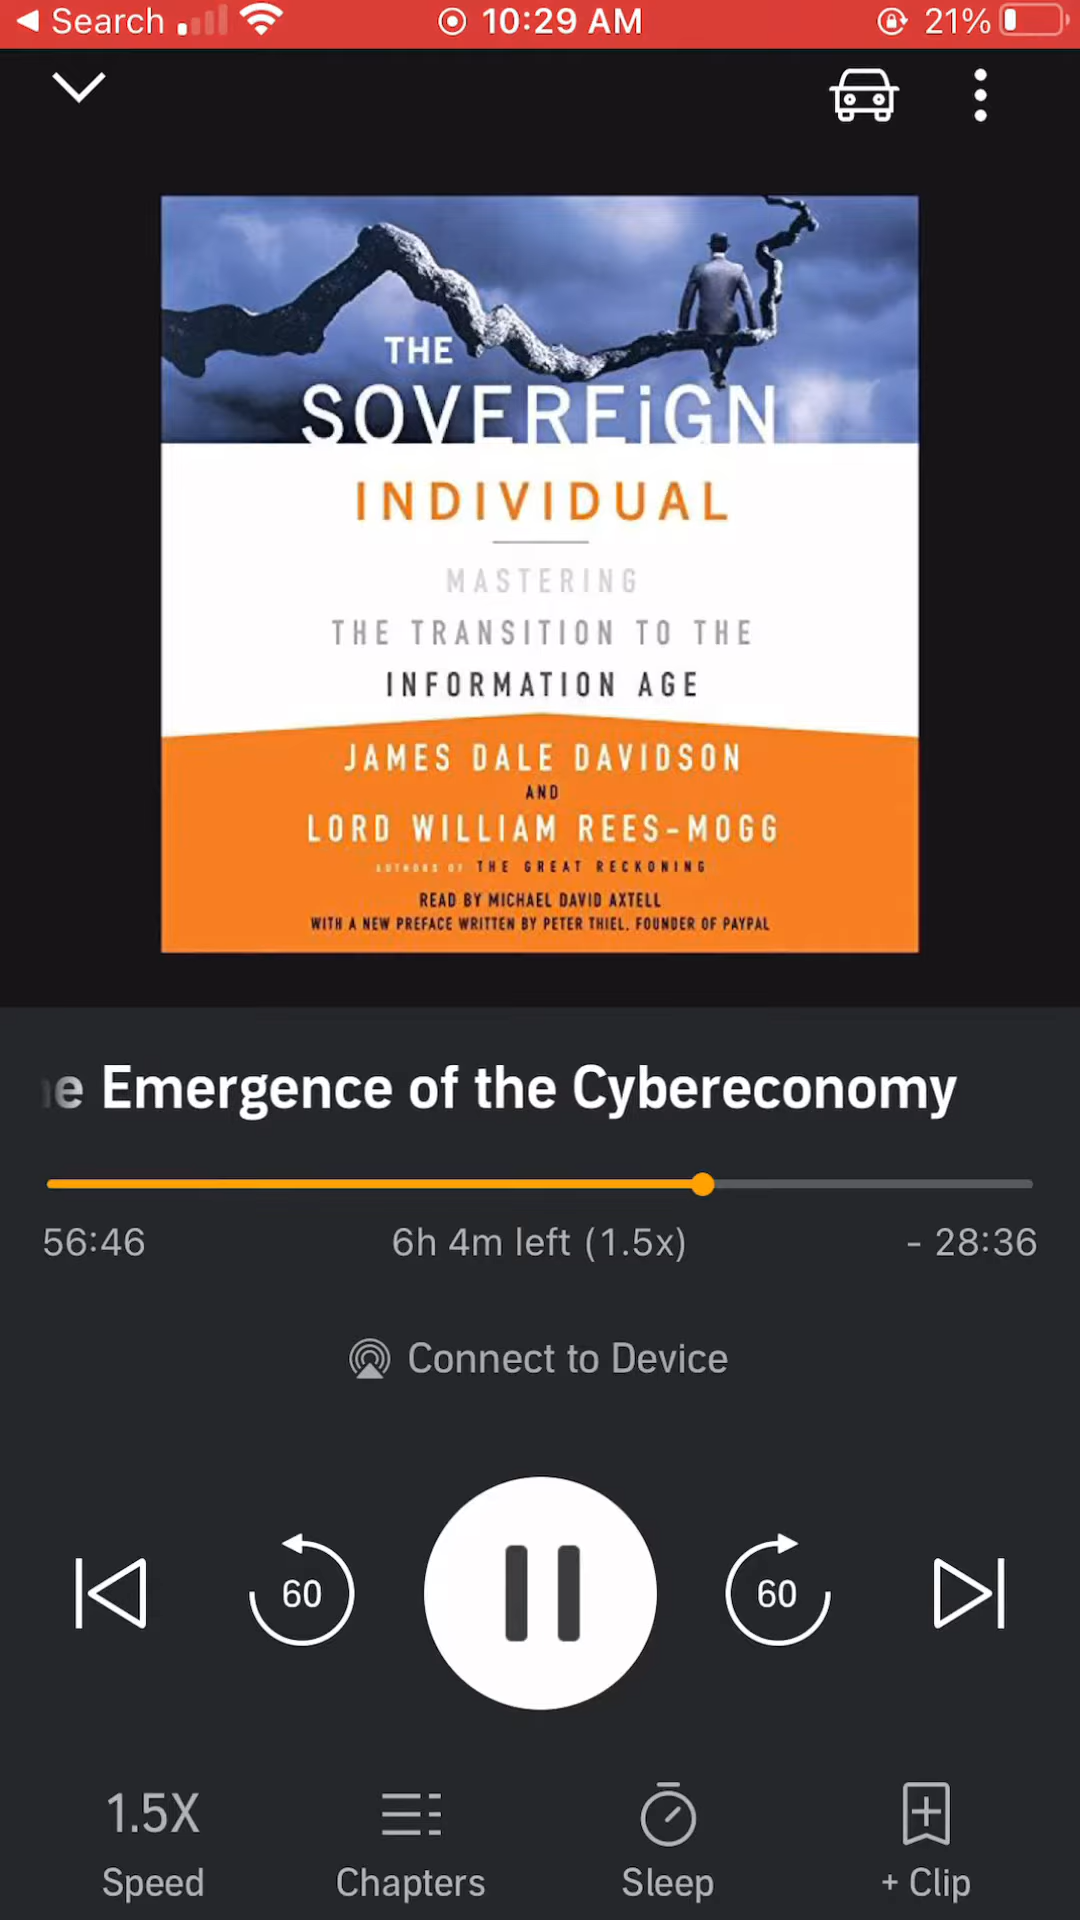 Search
10:29 AM
21%
THE
SOVEREiGN
INDIVIDUAL
MASTERING
THE TRANSITION TO THE
INFORMATION AGE
JAMES DALE DAVIDSON
AND
LORD WILLIAM REES-MOGG
AUTHORS OF THE GREAT RECKONING
READ BY MICHAEL DAVID AXTELL
WITH A NEW PREFACE WRITTEN BY PETER THIEL, FOUNDER OF PAYPAL
e Emergence of the Cybereconomy
56:46
6h 4m left (1.5x)
- 28:36
Connect to Device
60
60
1.5X
Speed
Chapters
Sleep
+ Clip